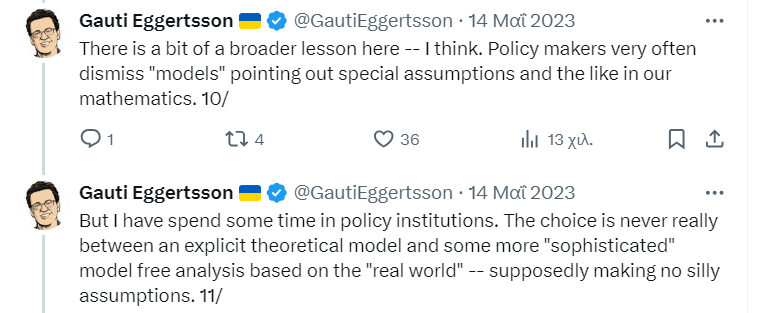 Gauti Eggertsson 🇺🇦 @GautiEggertsson · 14 Μαΐ 2023
There is a bit of a broader lesson here -- I think. Policy makers very often
dismiss "models" pointing out special assumptions and the like in our
mathematics. 10/
1 4 36 13 χιλ.
Gauti Eggertsson 🇺🇦 @GautiEggertsson · 14 Μαΐ 2023
But I have spend some time in policy institutions. The choice is never really
between an explicit theoretical model and some more "sophisticated"
model free analysis based on the "real world" -- supposedly making no silly
assumptions. 11/